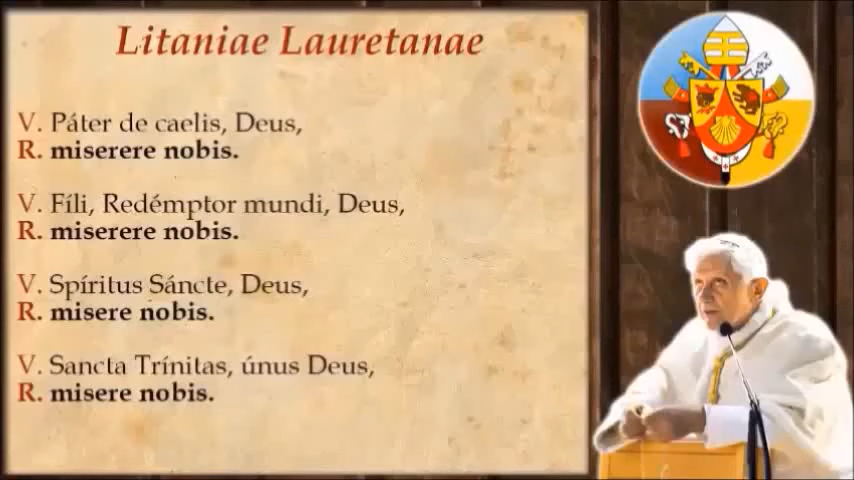 Litaniae Lauretanae
V. Páter de caelis, Deus,
R. miserere nobis.
V. Fíli, Redémptor mundi, Deus,
R. miserere nobis.
V. Spíritus Sáncte, Deus,
R. misere nobis.
V. Sancta Trínitas, únus Deus,
R. misere nobis.